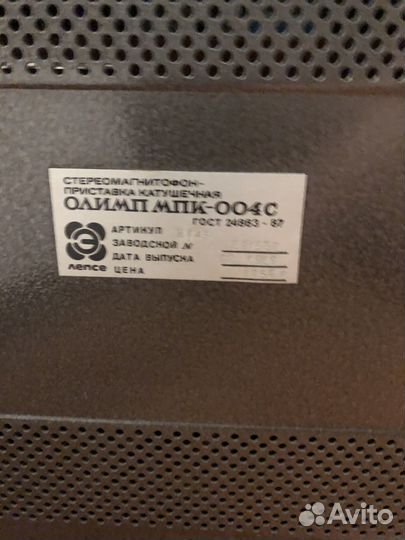 СТЕРЕОМАГНИТОФОН-
ПРИСТАВКА КАТУШЕЧНАЯ
ОЛИМП МПК-004С
ГОСТ 24863-87
АРТИКУЛ
ЗАВОДСКОЙ №
ДАТА ВЫПУСКА
ЦЕНА
Э
лепсе
Avito